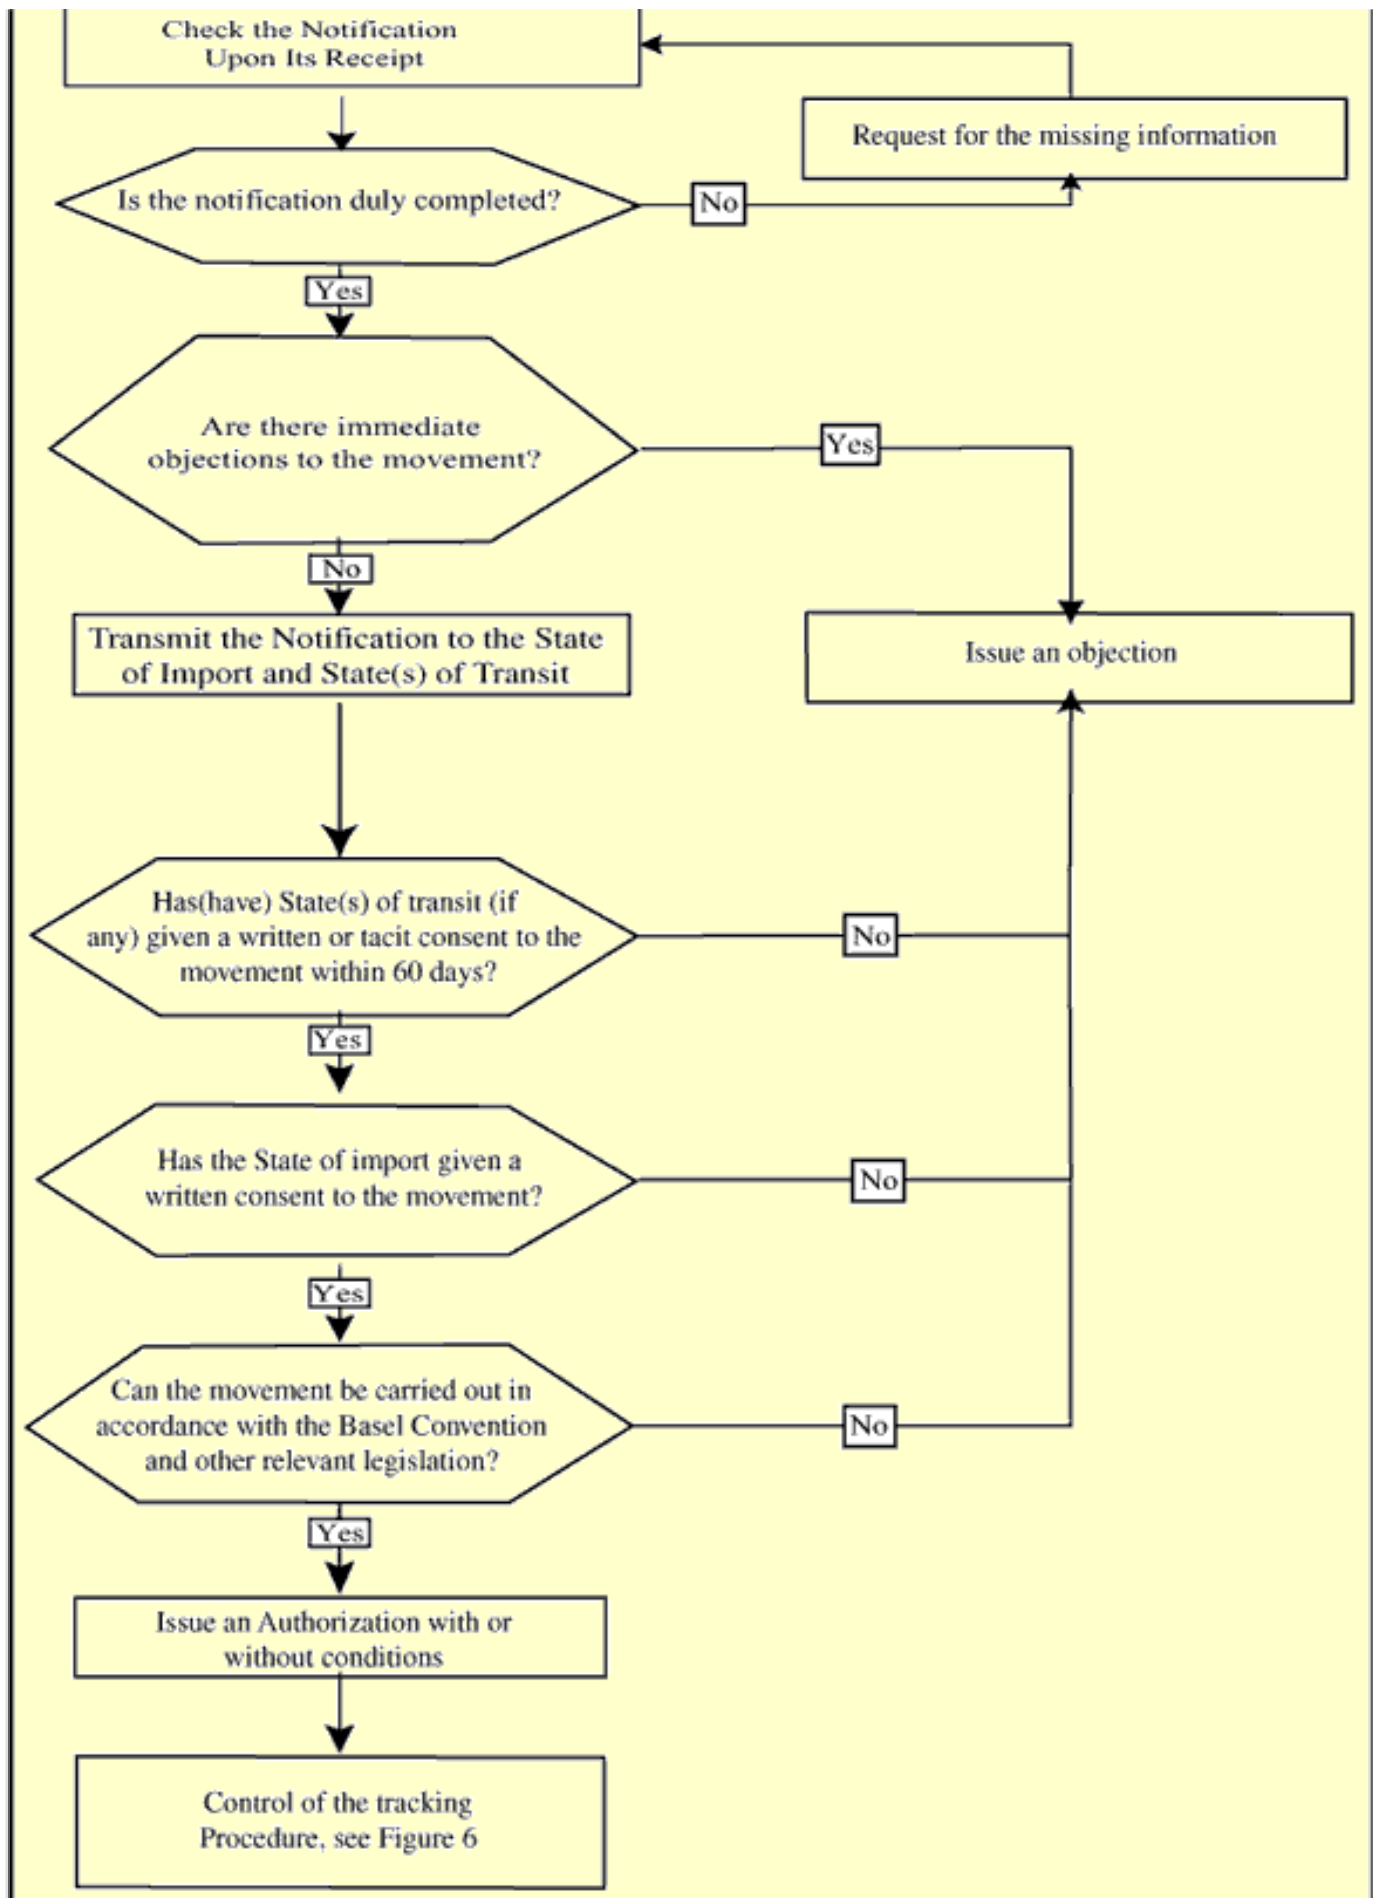 Check the Notification
Upon Its Receipt
Request for the missing information
Is the notification duly completed?
No
Yes
Are there immediate
objections to the movement?
Yes
No
Transmit the Notification to the State
of Import and State(s) of Transit
Issue an objection
Has(have) State(s) of transit (if
any) given a written or tacit consent to the
movement within 60 days?
No
Yes
Has the State of import given a
written consent to the movement?
No
Yes
Can the movement be carried out in
accordance with the Basel Convention
and other relevant legislation?
No
Yes
Issue an Authorization with or
without conditions
Control of the tracking
Procedure, see Figure 6